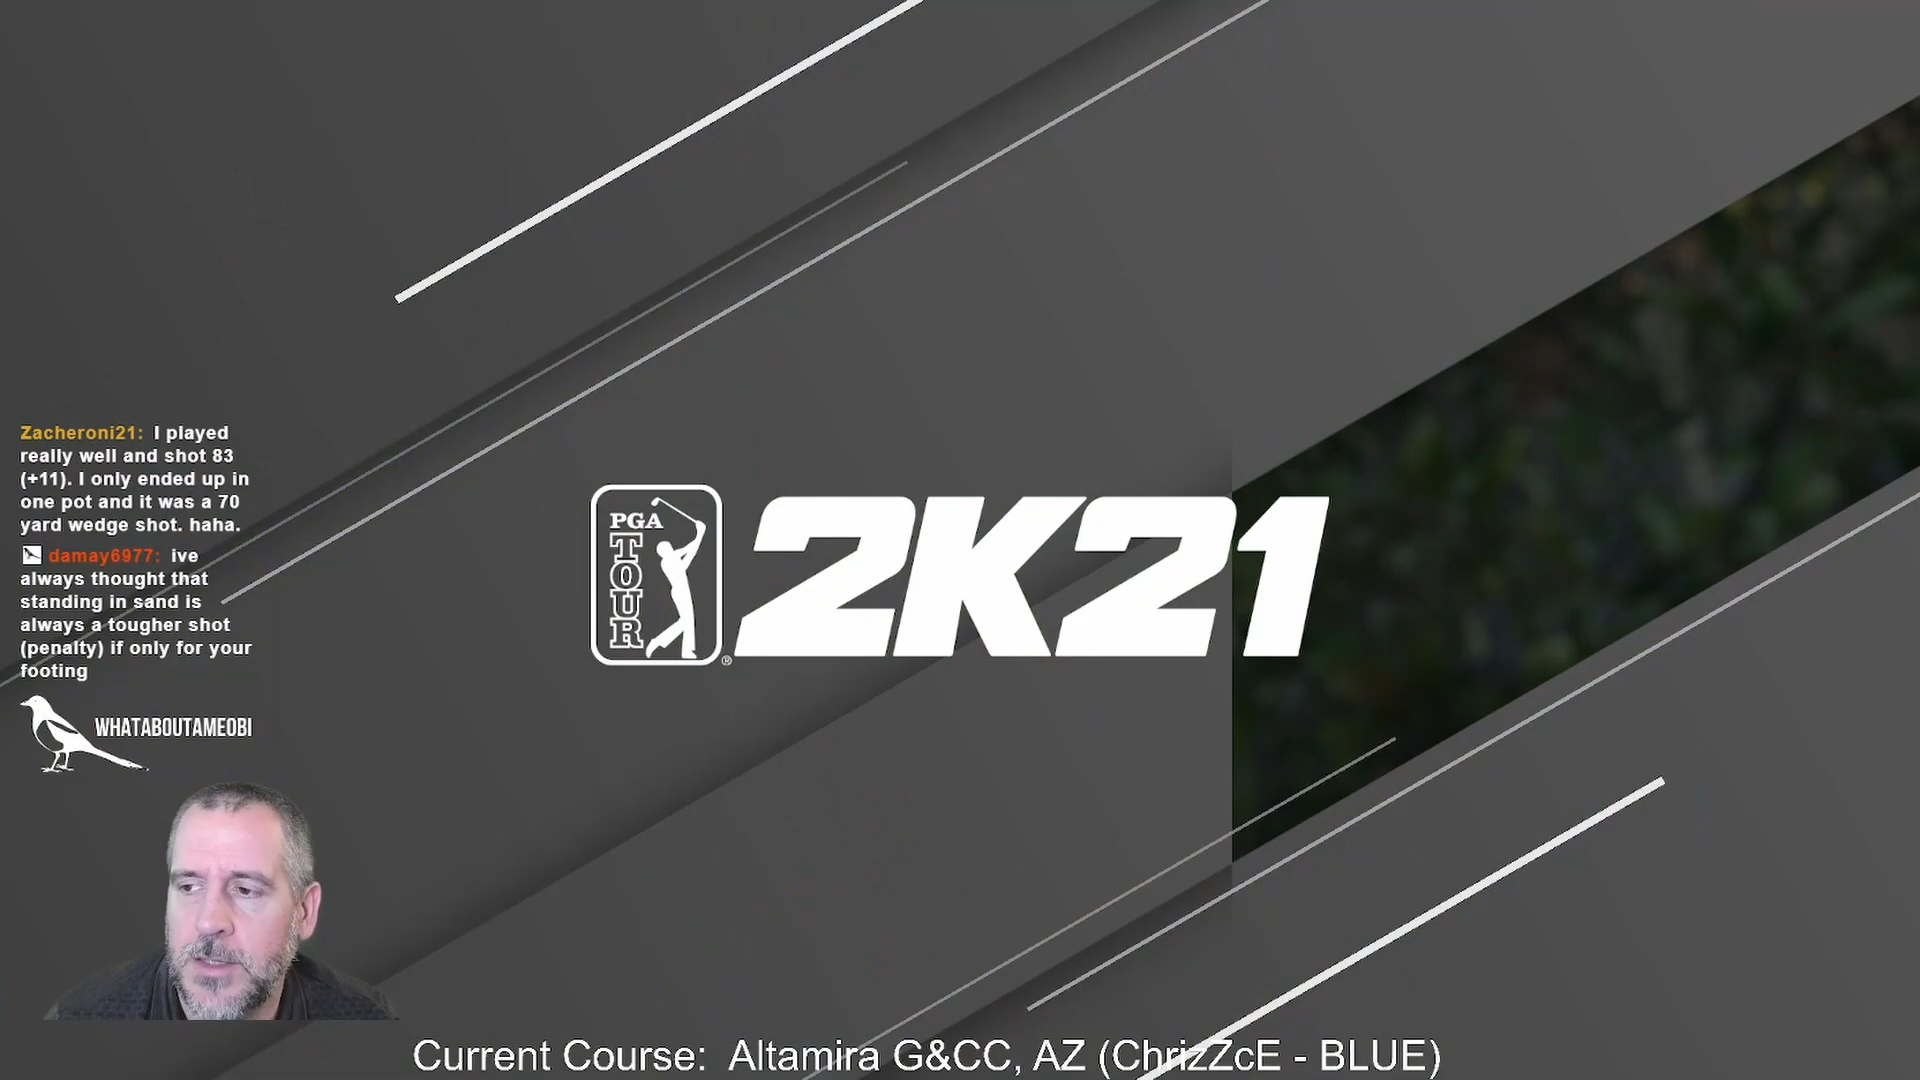 Zacheroni21: I played
really well and shot 83
(+11). I only ended up in
one pot and it was a 70
yard wedge shot. haha.
damay6977: ive
always thought that
standing in sand is
always a tougher shot
(penalty) if only for your
footing
WHATABOUTAMEOBI
PGA
TOUR
®
2K21
Current Course: Altamira G&CC, AZ (ChrizZcE - BLUE)